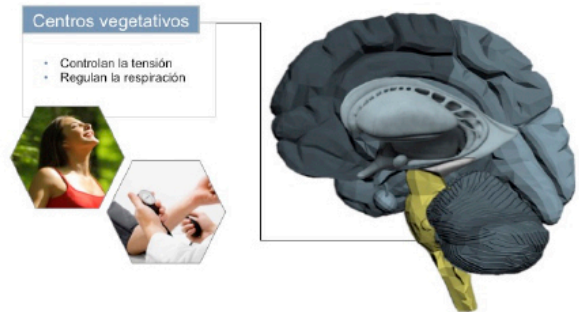 Centros vegetativos
• Controlan la tensión
• Regulan la respiración